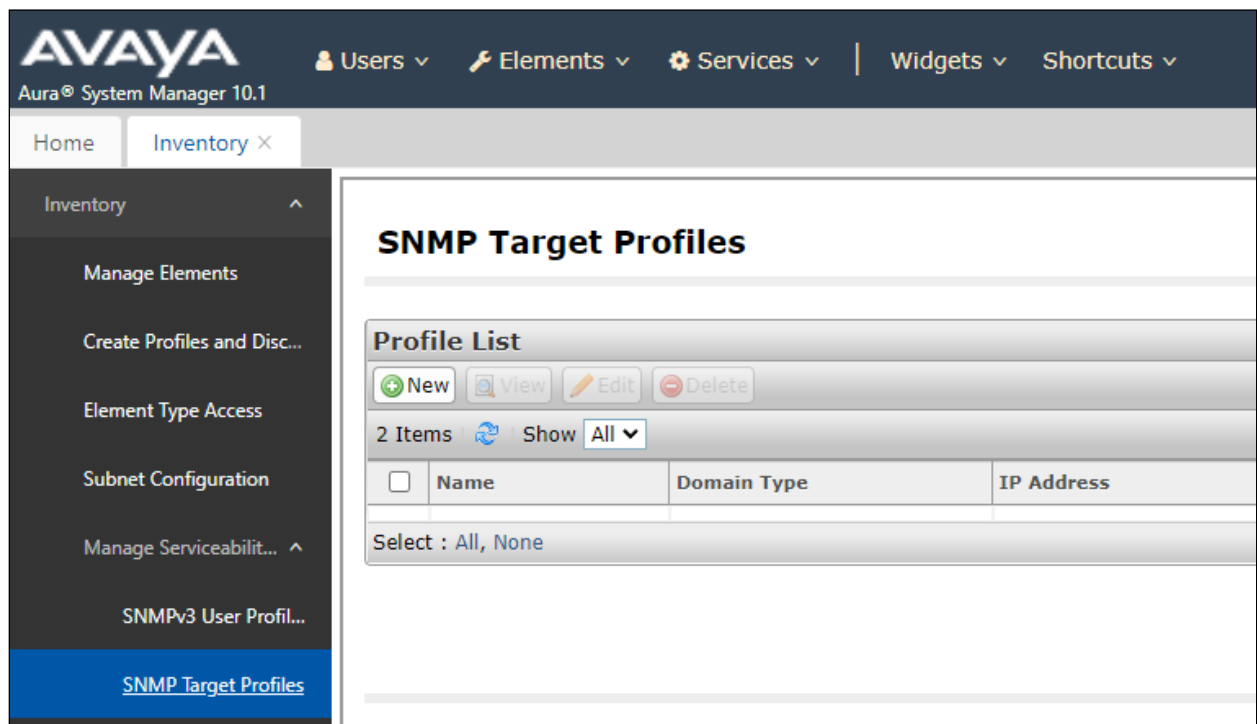 AVAYA
Aura® System Manager 10.1
Users Elements Services | Widgets Shortcuts
Home Inventory ×
Inventory
Manage Elements
Create Profiles and Disc...
Element Type Access
Subnet Configuration
Manage Serviceabilit...
SNMPv3 User Profil...
SNMP Target Profiles
SNMP Target Profiles
Profile List
New View Edit Delete
2 Items Show All
Name Domain Type IP Address
Select : All, None